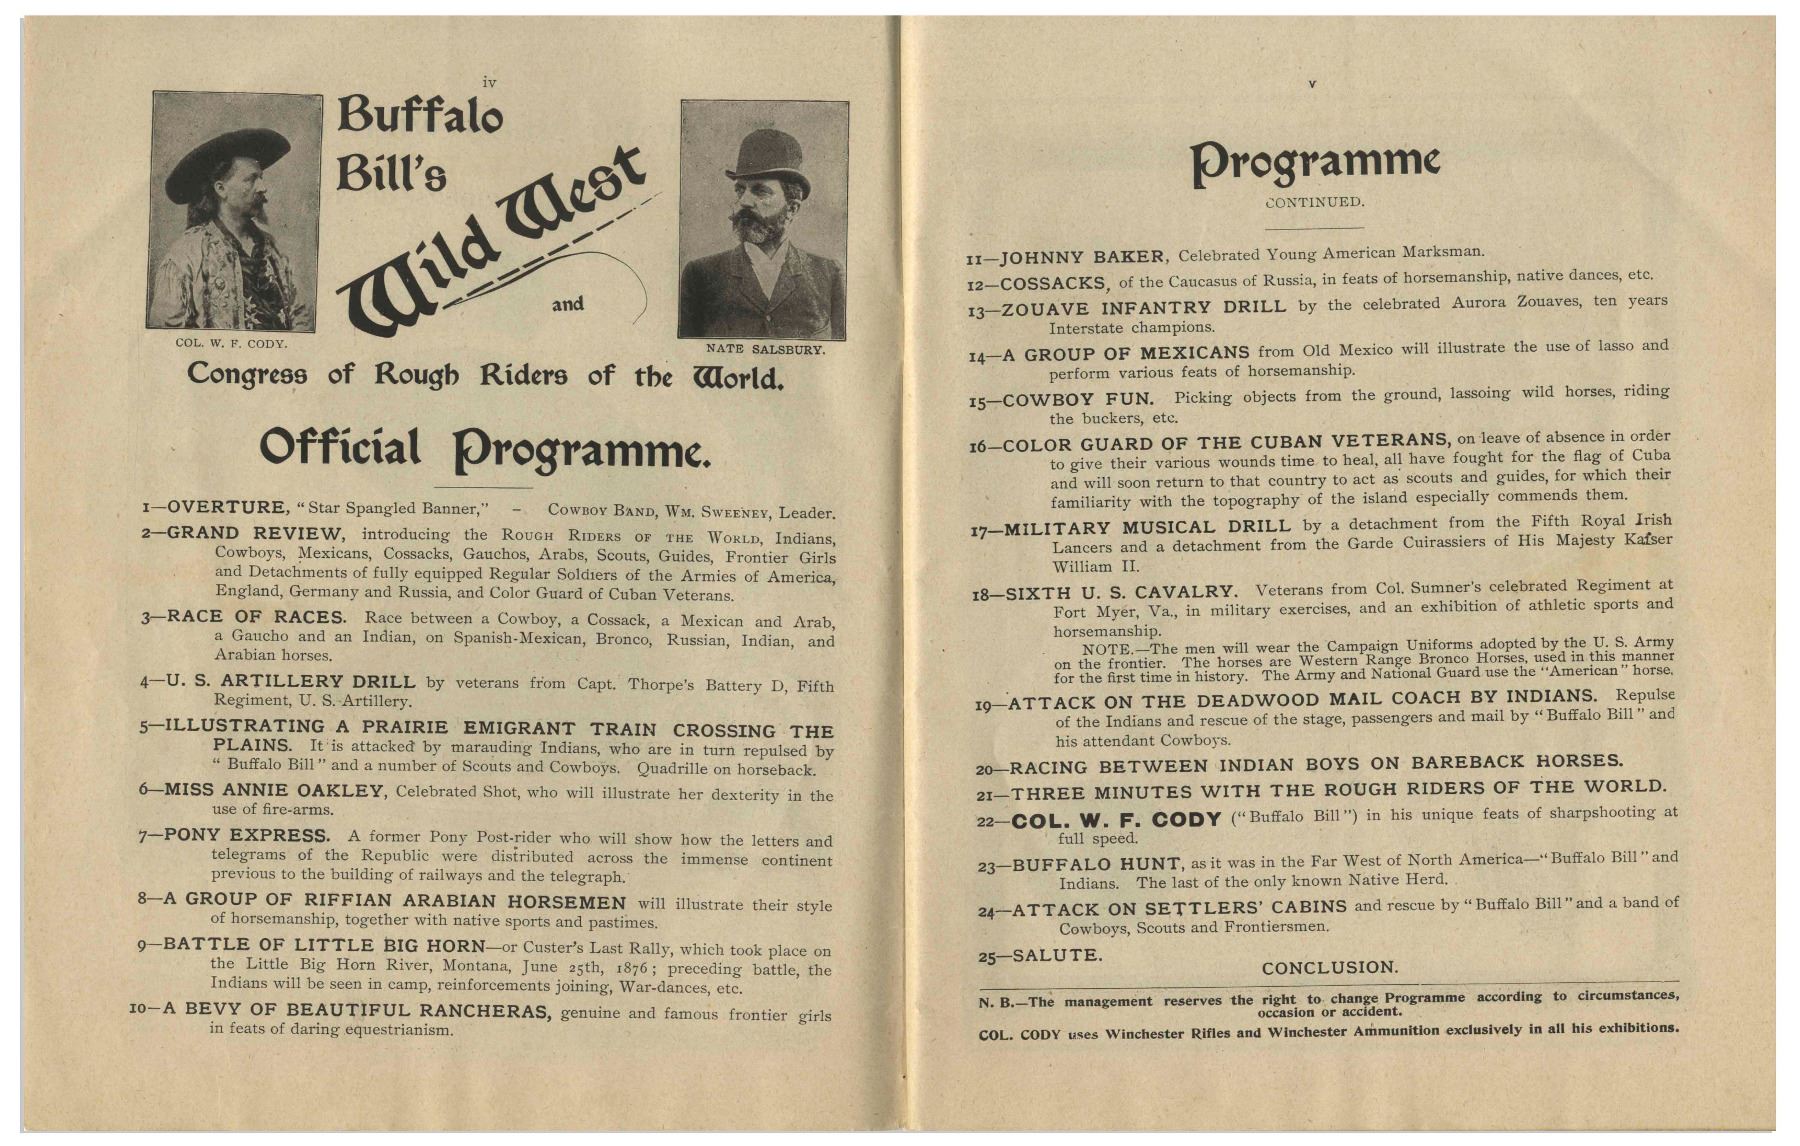 iv
Buffalo
Bill's
Wild West
and
COL. W. F. CODY.
NATE SALSBURY.
Congress of Rough Riders of the World.
Official Programme.
1—OVERTURE, "Star Spangled Banner," - COWBOY BAND, WM. SWEENEY, Leader.
2—GRAND REVIEW, introducing the ROUGH RIDERS OF THE WORLD, Indians,
Cowboys, Mexicans, Cossacks, Gauchos, Arabs, Scouts, Guides, Frontier Girls
and Detachments of fully equipped Regular Soldiers of the Armies of America,
England, Germany and Russia, and Color Guard of Cuban Veterans.
3—RACE OF RACES. Race between a Cowboy, a Cossack, a Mexican and Arab,
a Gaucho and an Indian, on Spanish-Mexican, Bronco, Russian, Indian, and
Arabian horses.
4—U. S. ARTILLERY DRILL by veterans from Capt. Thorpe's Battery D, Fifth
Regiment, U. S. Artillery.
5—ILLUSTRATING A PRAIRIE EMIGRANT TRAIN CROSSING THE
PLAINS. It is attacked by marauding Indians, who are in turn repulsed by
"Buffalo Bill" and a number of Scouts and Cowboys. Quadrille on horseback.
6—MISS ANNIE OAKLEY, Celebrated Shot, who will illustrate her dexterity in the
use of fire-arms.
7—PONY EXPRESS. A former Pony Post-rider who will show how the letters and
telegrams of the Republic were distributed across the immense continent
previous to the building of railways and the telegraph.
8—A GROUP OF RIFFIAN ARABIAN HORSEMEN will illustrate their style
of horsemanship, together with native sports and pastimes.
9—BATTLE OF LITTLE BIG HORN—or Custer's Last Rally, which took place on
the Little Big Horn River, Montana, June 25th, 1876; preceding battle, the
Indians will be seen in camp, reinforcements joining, War-dances, etc.
10—A BEVY OF BEAUTIFUL RANCHERAS, genuine and famous frontier girls
in feats of daring equestrianism.
v
Programme
CONTINUED.
11—JOHNNY BAKER, Celebrated Young American Marksman.
12—COSSACKS, of the Caucasus of Russia, in feats of horsemanship, native dances, etc.
13—ZOUAVE INFANTRY DRILL by the celebrated Aurora Zouaves, ten years
Interstate champions.
14—A GROUP OF MEXICANS from Old Mexico will illustrate the use of lasso and
perform various feats of horsemanship.
15—COWBOY FUN. Picking objects from the ground, lassoing wild horses, riding
the buckers, etc.
16—COLOR GUARD OF THE CUBAN VETERANS, on leave of absence in order
to give their various wounds time to heal, all have fought for the flag of Cuba
and will soon return to that country to act as scouts and guides, for which their
familiarity with the topography of the island especially commends them.
17—MILITARY MUSICAL DRILL by a detachment from the Fifth Royal Irish
Lancers and a detachment from the Garde Cuirassiers of His Majesty Kaiser
William II.
18—SIXTH U. S. CAVALRY. Veterans from Col. Sumner's celebrated Regiment at
Fort Myer, Va., in military exercises, and an exhibition of athletic sports and
horsemanship.
NOTE.—The men will wear the Campaign Uniforms adopted by the U. S. Army
on the frontier. The horses are Western Range Bronco Horses, used in this manner
for the first time in history. The Army and National Guard use the "American" horse.
19—ATTACK ON THE DEADWOOD MAIL COACH BY INDIANS. Repulse
of the Indians and rescue of the stage, passengers and mail by "Buffalo Bill" and
his attendant Cowboys.
20—RACING BETWEEN INDIAN BOYS ON BAREBACK HORSES.
21—THREE MINUTES WITH THE ROUGH RIDERS OF THE WORLD.
22—COL. W. F. CODY ("Buffalo Bill") in his unique feats of sharpshooting at
full speed.
23—BUFFALO HUNT, as it was in the Far West of North America—"Buffalo Bill" and
Indians. The last of the only known Native Herd.
24—ATTACK ON SETTLERS' CABINS and rescue by "Buffalo Bill" and a band of
Cowboys, Scouts and Frontiersmen.
25—SALUTE.
CONCLUSION.
N. B.—The management reserves the right to change Programme according to circumstances,
occasion or accident.
COL. CODY uses Winchester Rifles and Winchester Ammunition exclusively in all his exhibitions.